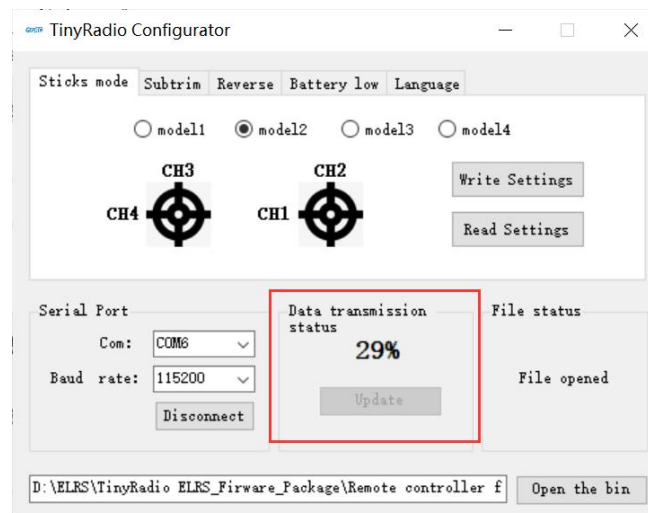 TinyRadio Configurator
Sticks mode Subtrim Reverse Battery low Language
model1 model2 model3 model4
CH3 CH2
Write Settings
CH4 CH1
Read Settings
Serial Port Data transmission status File status
Com: COM6
29%
Baud rate: 115200
File opened
Update
Disconnect
D:\ELRS\TinyRadio ELRS_Firware_Package\Remote controller f Open the bin